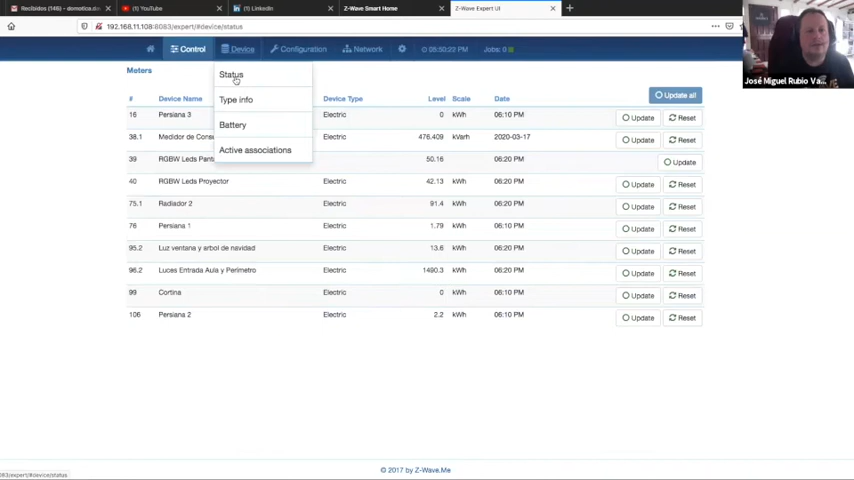 Recibidos (146) - domotica.d
(1) YouTube
(1) LinkedIn
Z-Wave Smart Home
Z-Wave Expert UI
192.168.11.108:8083/expert/#device/status
Control
Device
Configuration
Network
05:50:22 PM
Jobs: 0
José Miguel Rubio Va...
Meters
Status
Type info
Battery
Active associations
Update all
# Device Name Device Type Level Scale Date
16 Persiana 3 Electric 0 kWh 06:10 PM Update Reset
38.1 Medidor de Cons Electric 476.409 kVarh 2020-03-17 Update Reset
39 RGBW Leds Pant 50.16 06:20 PM Update
40 RGBW Leds Proyector Electric 42.13 kWh 06:20 PM Update Reset
75.1 Radiador 2 Electric 91.4 kWh 06:20 PM Update Reset
76 Persiana 1 Electric 1.79 kWh 06:10 PM Update Reset
95.2 Luz ventana y arbol de navidad Electric 13.6 kWh 06:20 PM Update Reset
96.2 Luces Entrada Aula y Perímetro Electric 1490.3 kWh 06:20 PM Update Reset
99 Cortina Electric 0 kWh 06:10 PM Update Reset
106 Persiana 2 Electric 2.2 kWh 06:10 PM Update Reset
© 2017 by Z-Wave.Me
083/expert/#device/status